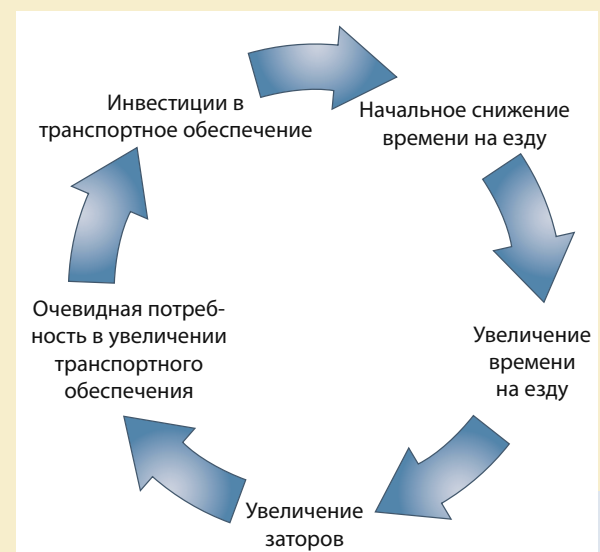 Инвестиции в
транспортное обеспечение
Начальное снижение
времени на езду
Увеличение
времени
на езду
Увеличение
заторов
Очевидная потреб-
ность в увеличении
транспортного
обеспечения